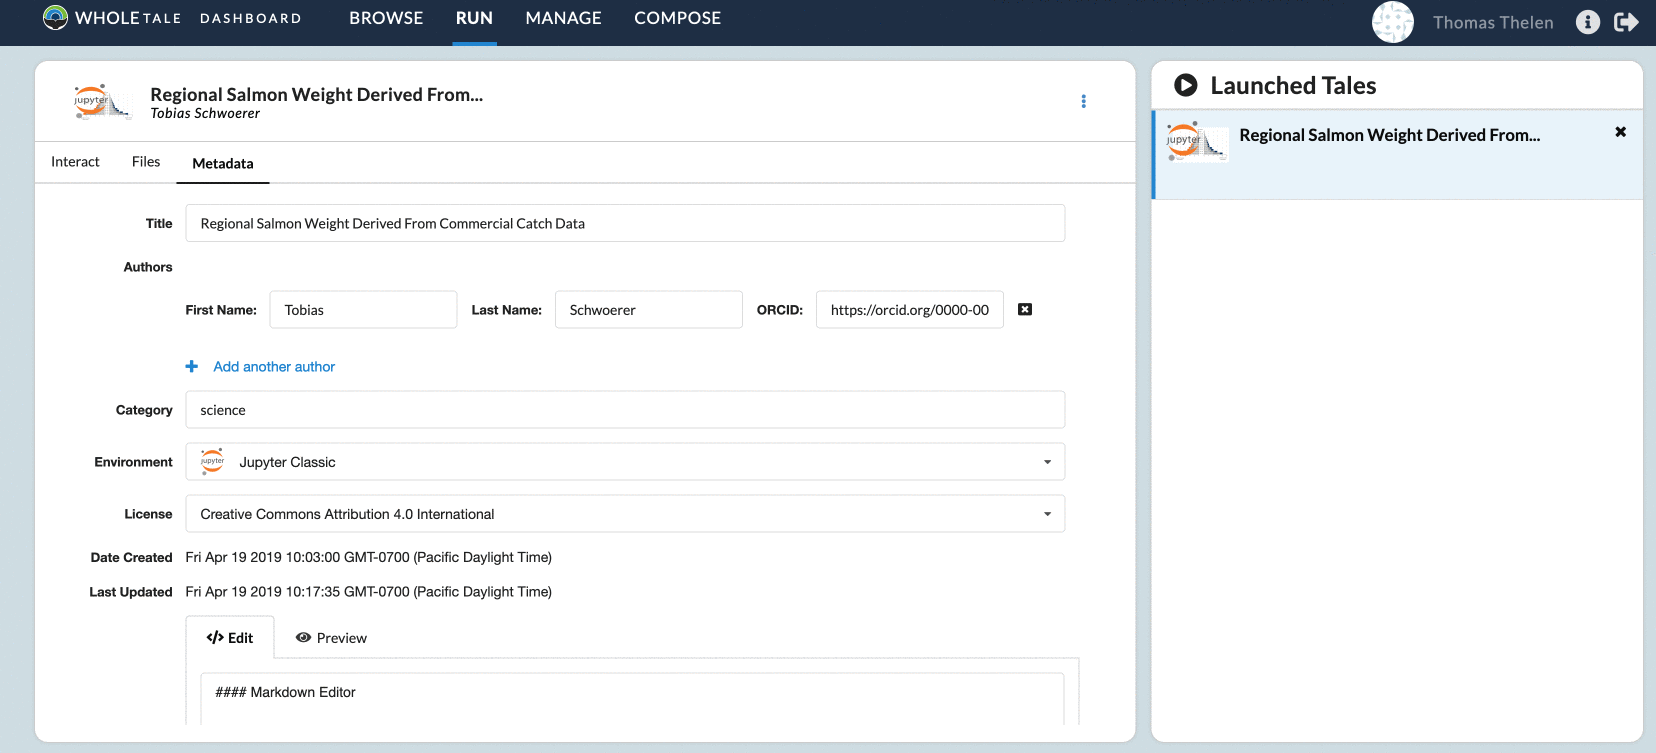 WHOLETALE DASHBOARD BROWSE RUN MANAGE COMPOSE Thomas Thelen
jupyter
Regional Salmon Weight Derived From...
Tobias Schwoerer
Interact Files Metadata
Title Regional Salmon Weight Derived From Commercial Catch Data
Authors
First Name: Tobias Last Name: Schwoerer ORCID: https://orcid.org/0000-00
Add another author
Category science
Environment jupyter Jupyter Classic
License Creative Commons Attribution 4.0 International
Date Created Fri Apr 19 2019 10:03:00 GMT-0700 (Pacific Daylight Time)
Last Updated Fri Apr 19 2019 10:17:35 GMT-0700 (Pacific Daylight Time)
</> Edit Preview
#### Markdown Editor
Launched Tales
jupyter Regional Salmon Weight Derived From...